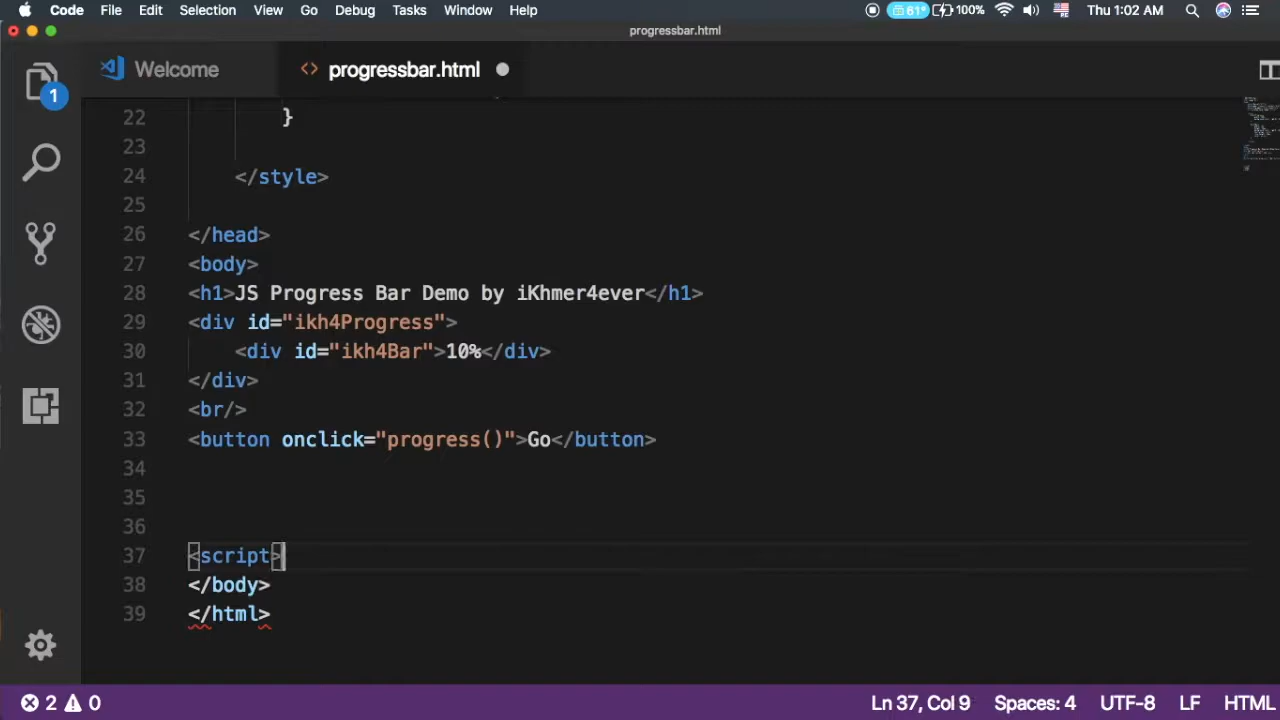 Code File Edit Selection View Go Debug Tasks Window Help 61° 100% Thu 1:02 AM
progressbar.html
Welcome <> progressbar.html
1
22 }
23
24 </style>
25
26 </head>
27 <body>
28 <h1>JS Progress Bar Demo by iKhmer4ever</h1>
29 <div id="ikh4Progress">
30 <div id="ikh4Bar">10%</div>
31 </div>
32 <br/>
33 <button onclick="progress()">Go</button>
34
35
36
37 <script>
38 </body>
39 </html>
2 0 Ln 37, Col 9 Spaces: 4 UTF-8 LF HTML